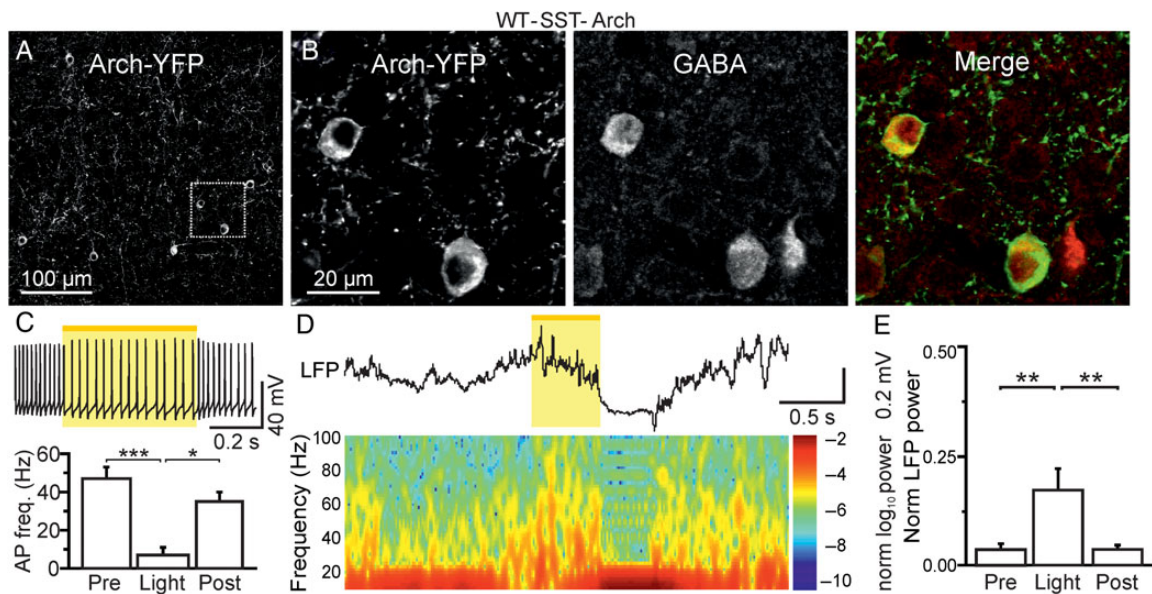 WT-SST-Arch
A
Arch-YFP
100 µm
B
Arch-YFP
20 µm
GABA
Merge
C
40 mV
0.2 s
AP freq. (Hz)
60
40
20
0
***
*
Pre Light Post
D
LFP
0.5 s
0.2 mV
Frequency (Hz)
100
80
60
40
20
−2
−4
−6
−8
−10
norm log10 power
E
Norm LFP power
0.50
0.25
0.00
**
**
Pre Light Post